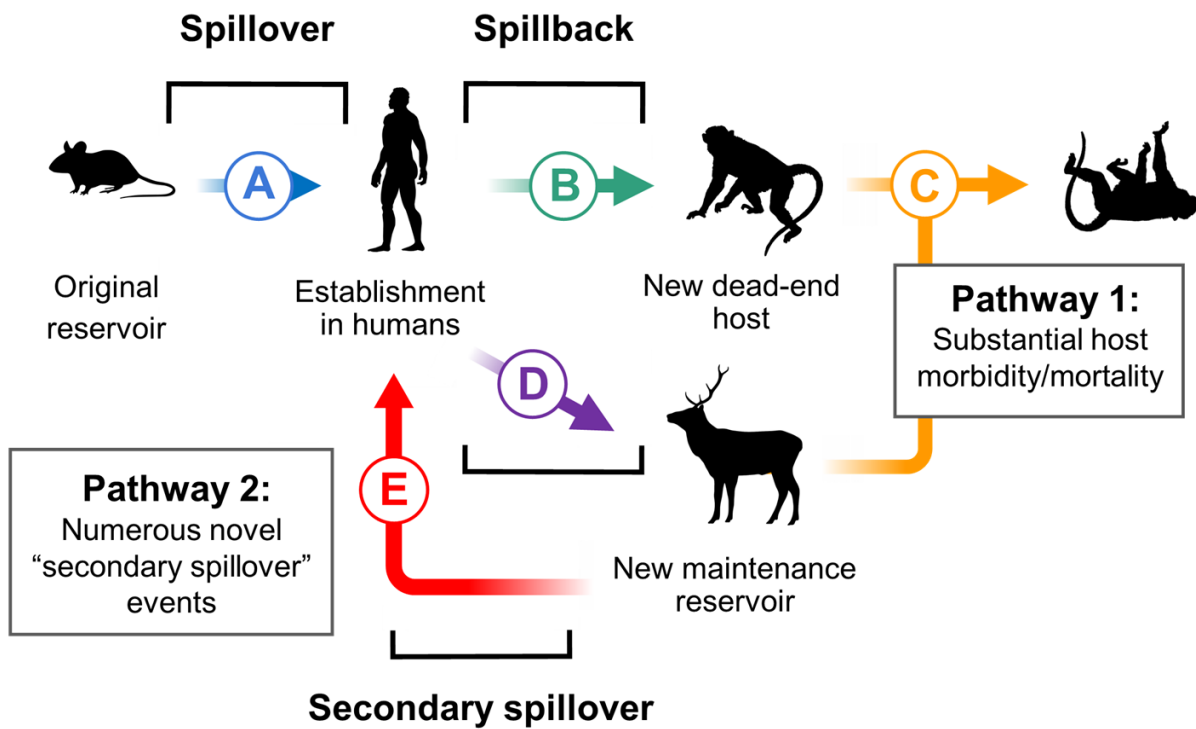 Spillover
Spillback
A
B
C
Original
reservoir
Establishment
in humans
New dead-end
host
Pathway 1:
Substantial host
morbidity/mortality
D
E
Pathway 2:
Numerous novel
“secondary spillover”
events
New maintenance
reservoir
Secondary spillover